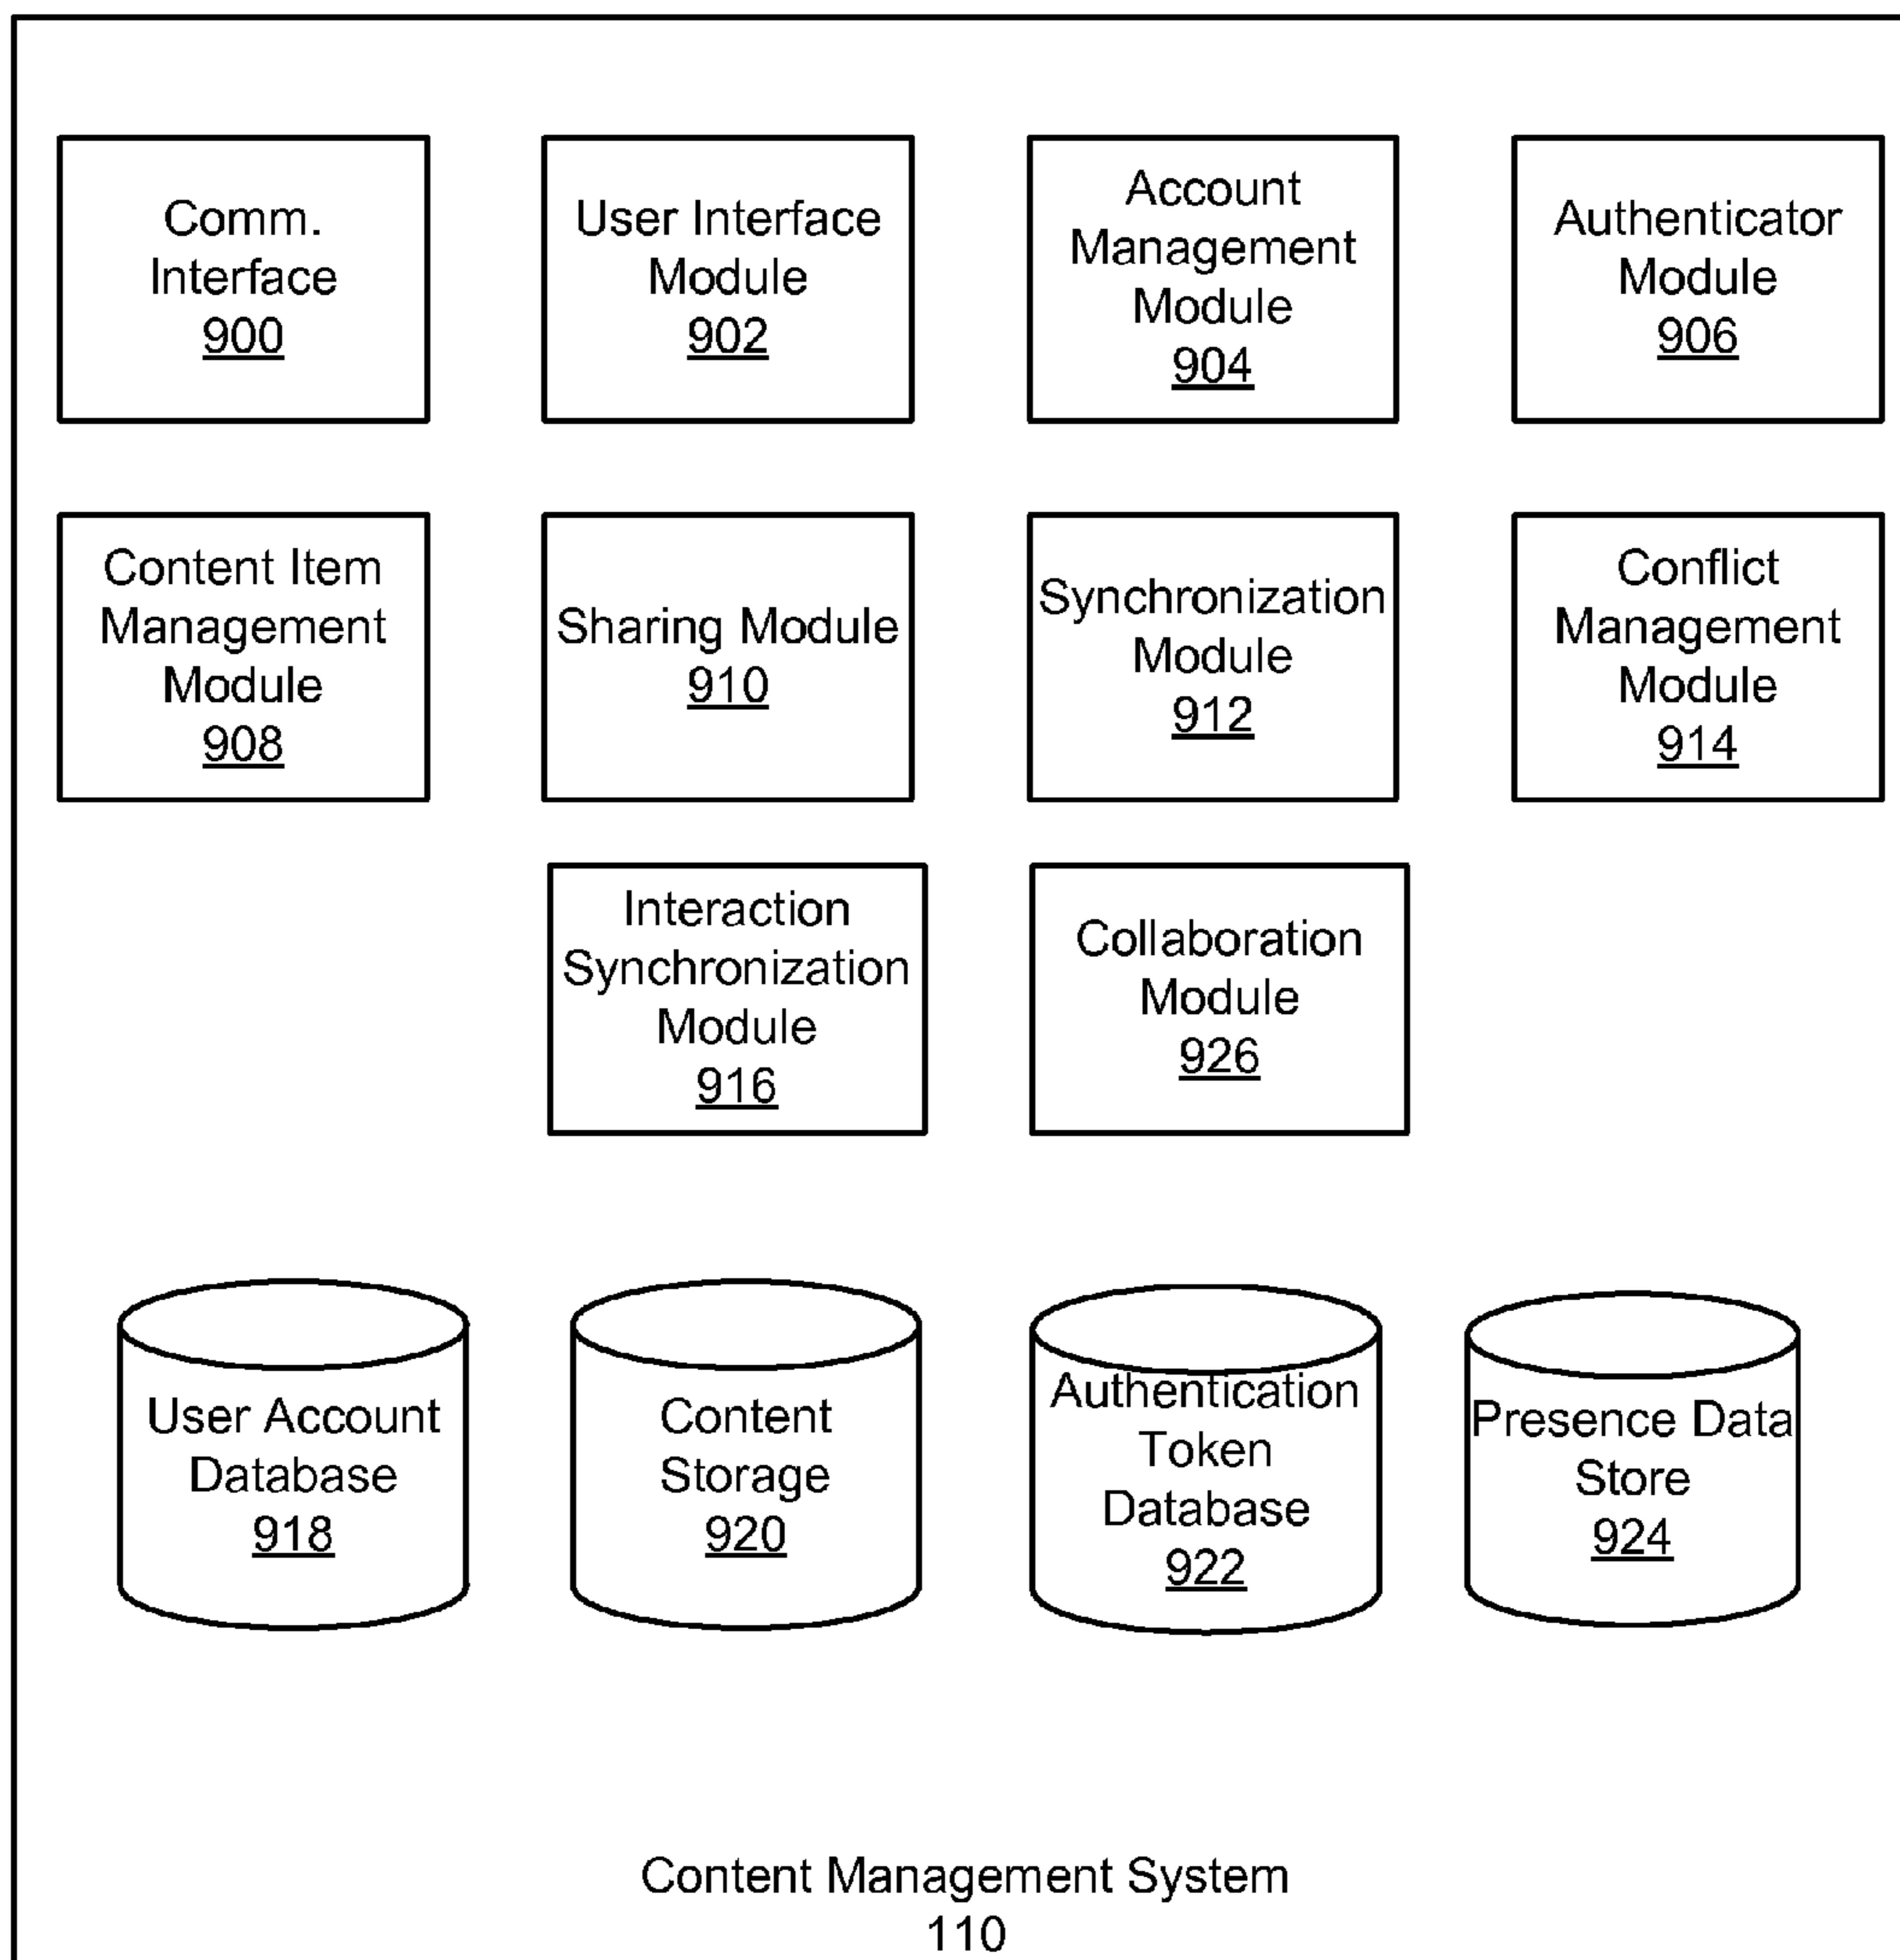 Comm.
Interface
900
User Interface
Module
902
Account
Management
Module
904
Authenticator
Module
906
Content Item
Management
Module
908
Sharing Module
910
Synchronization
Module
912
Conflict
Management
Module
914
Interaction
Synchronization
Module
916
Collaboration
Module
926
User Account
Database
918
Content
Storage
920
Authentication
Token
Database
922
Presence Data
Store
924
Content Management System
110